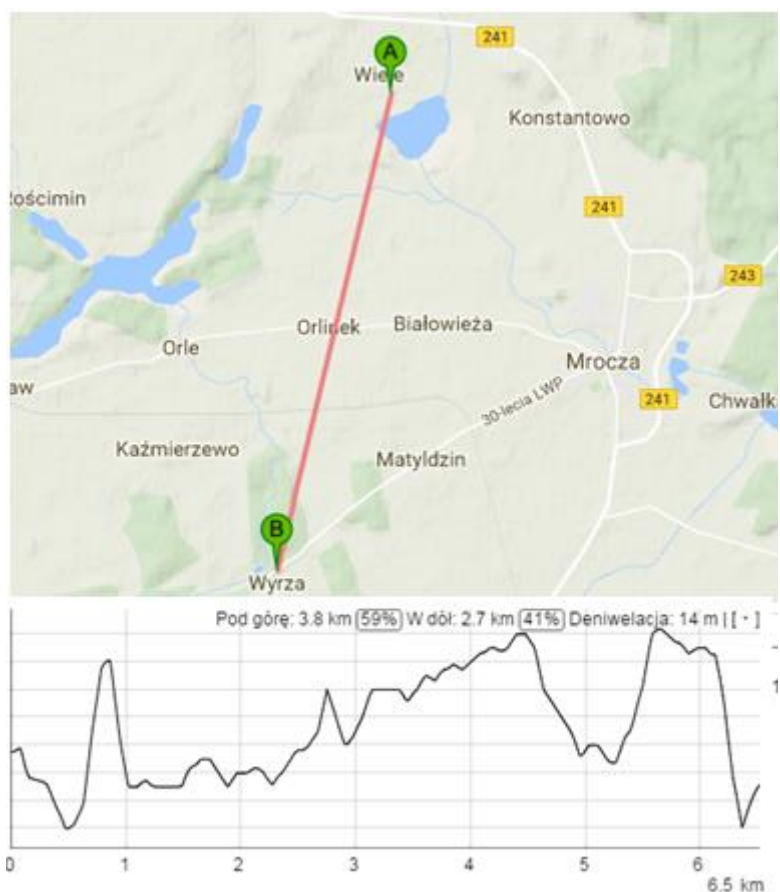 241
A
Wiele
Konstantowo
241
Rościmin
243
Orlinek
Białowieża
Orle
Mrocza
aw
30-lecia LWP
241
Chwałk
Kaźmierzewo
Matyldzin
B
Wyrza
Pod górę: 3.8 km 59% W dół: 2.7 km 41% Deniwelacja: 14 m | [ - ]
1
0 1 2 3 4 5 6
6.5 km